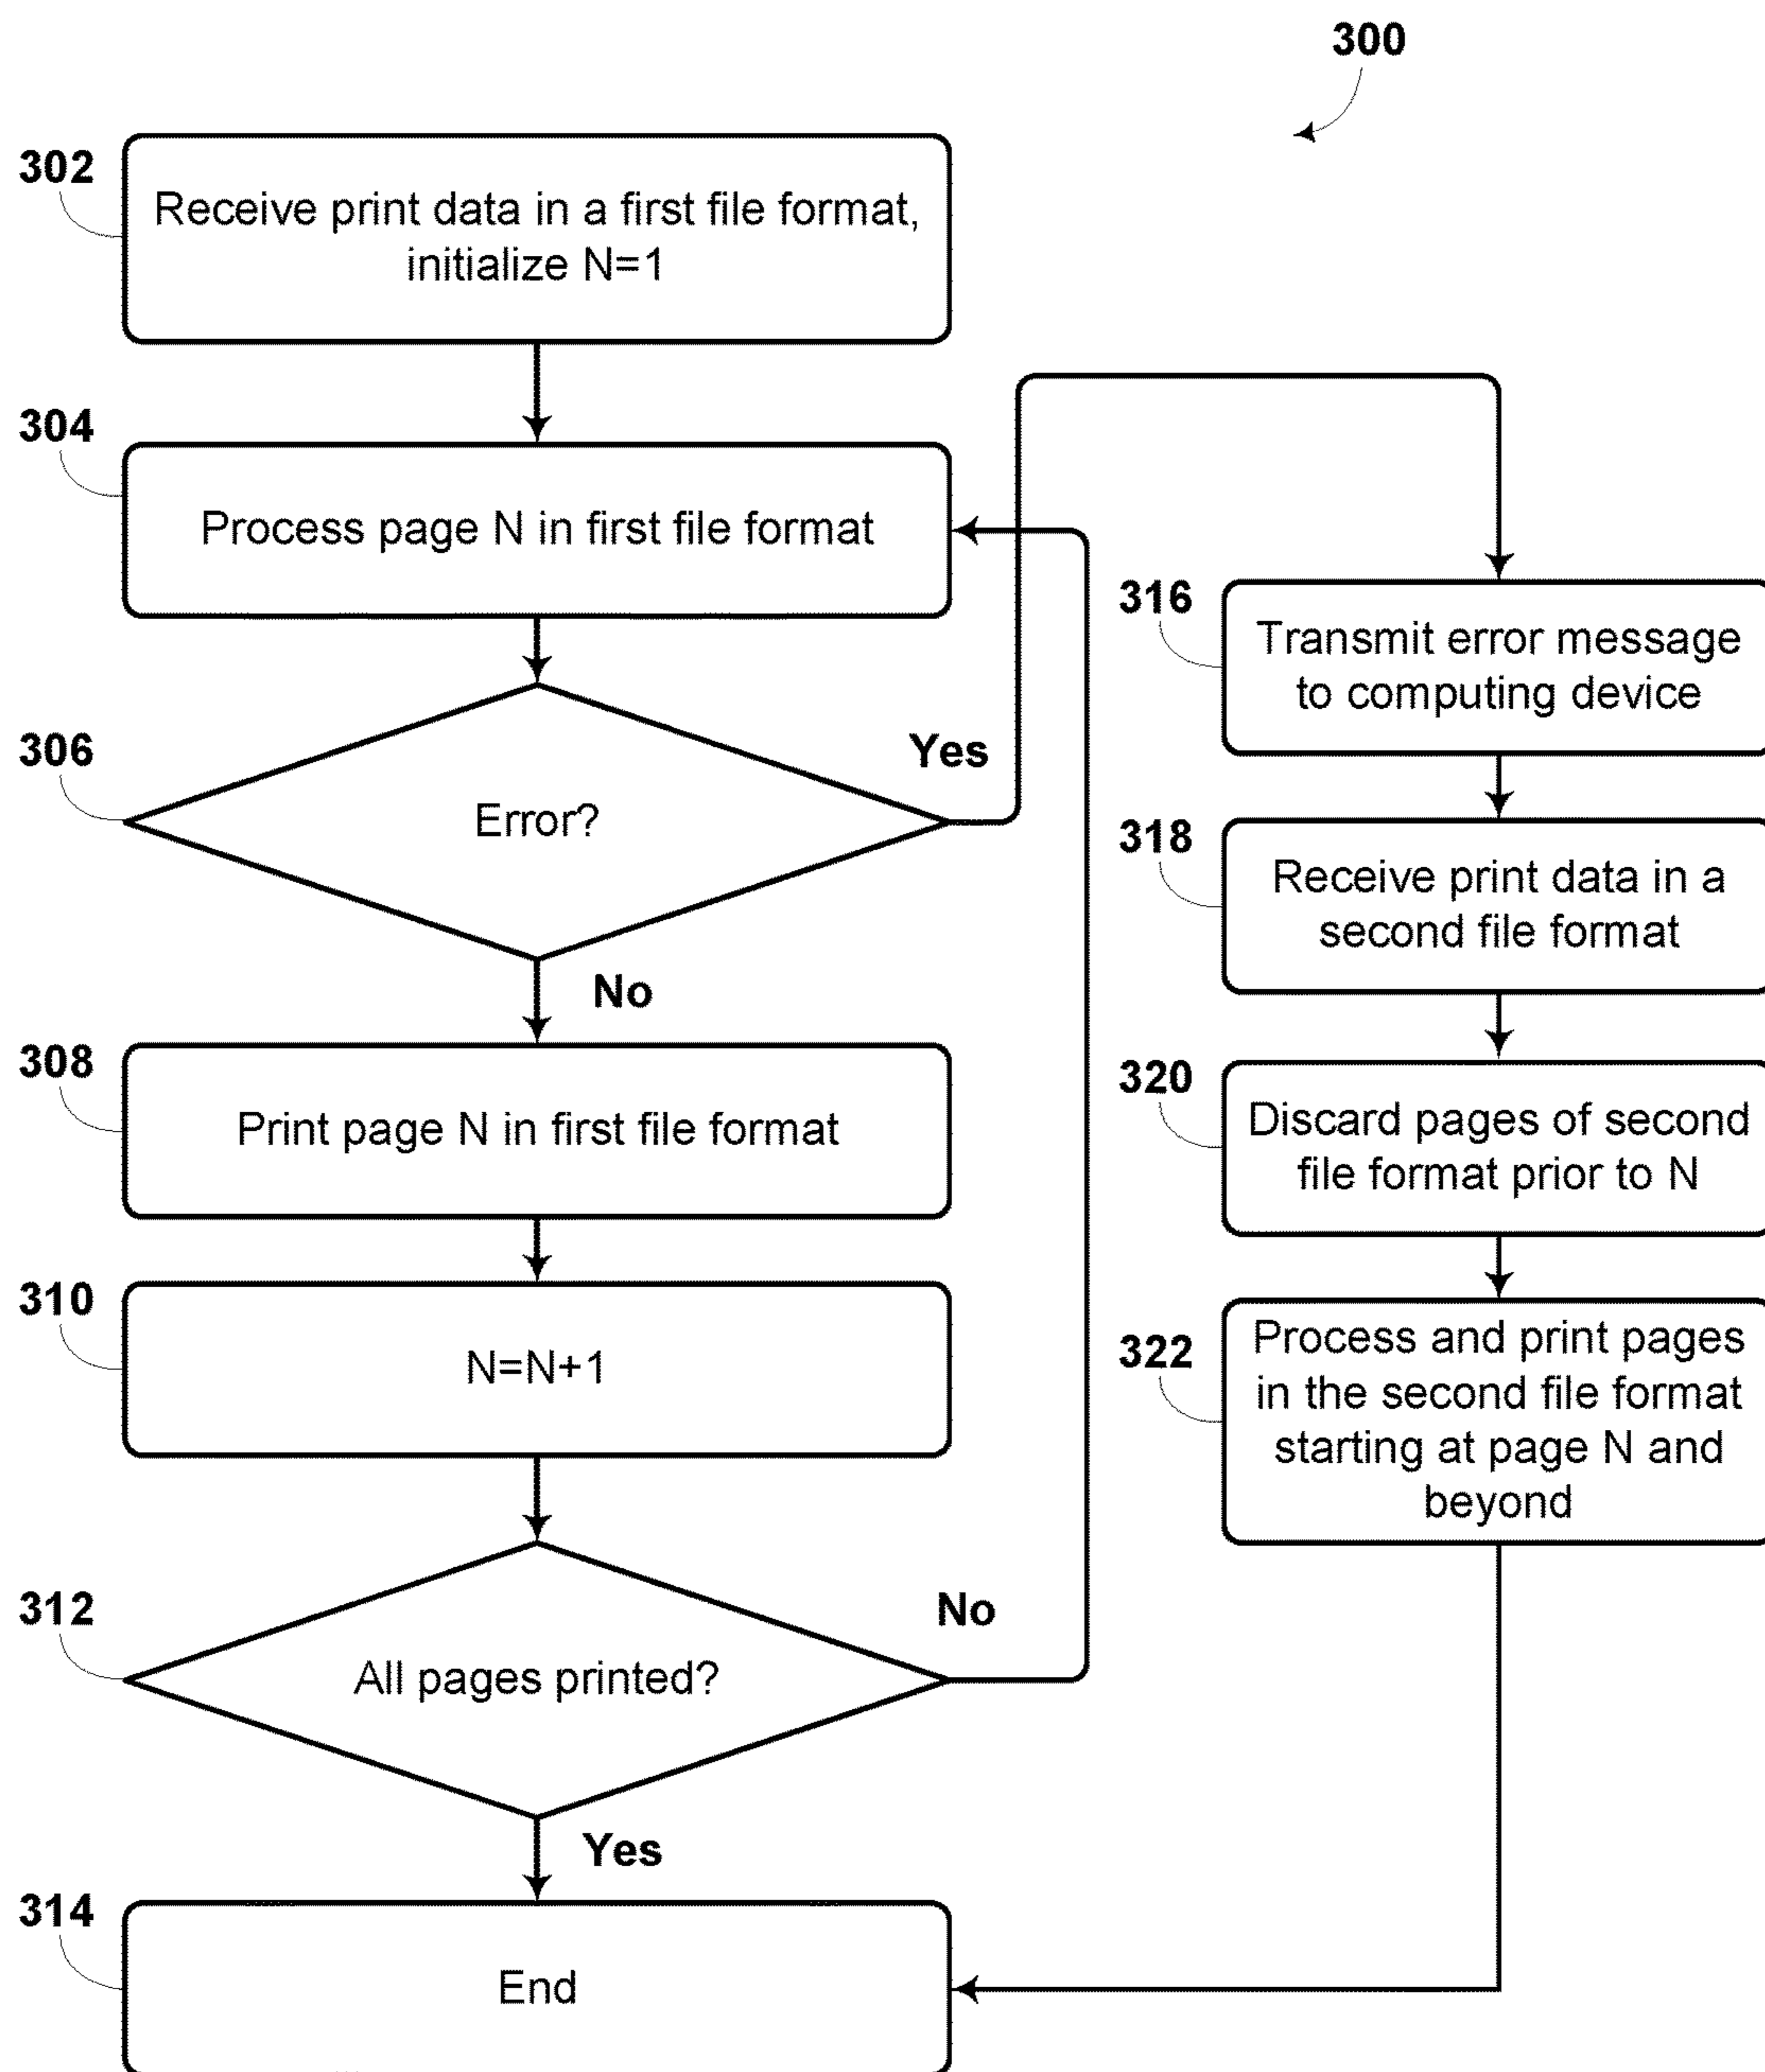 300
302
Receive print data in a first file format,
initialize N=1
304
Process page N in first file format
306
Error?
Yes
No
308
Print page N in first file format
310
N=N+1
312
All pages printed?
No
Yes
314
End
316
Transmit error message
to computing device
318
Receive print data in a
second file format
320
Discard pages of second
file format prior to N
322
Process and print pages
in the second file format
starting at page N and
beyond